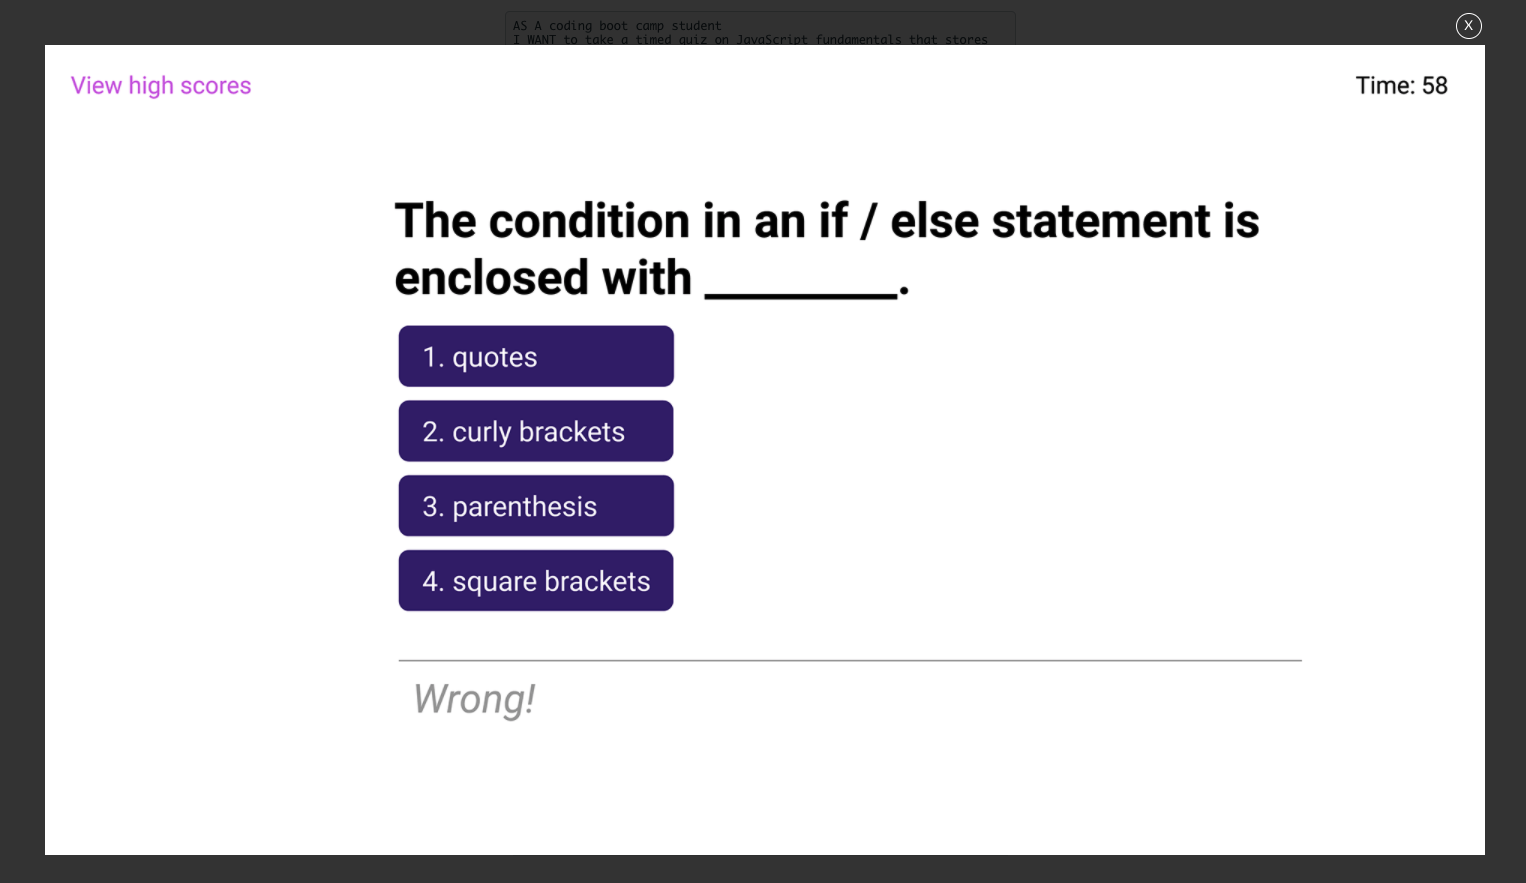 AS A coding boot camp student
I WANT to take a timed quiz on JavaScript fundamentals that stores
X
View high scores
Time: 58
The condition in an if / else statement is
enclosed with ________.
1. quotes
2. curly brackets
3. parenthesis
4. square brackets
Wrong!